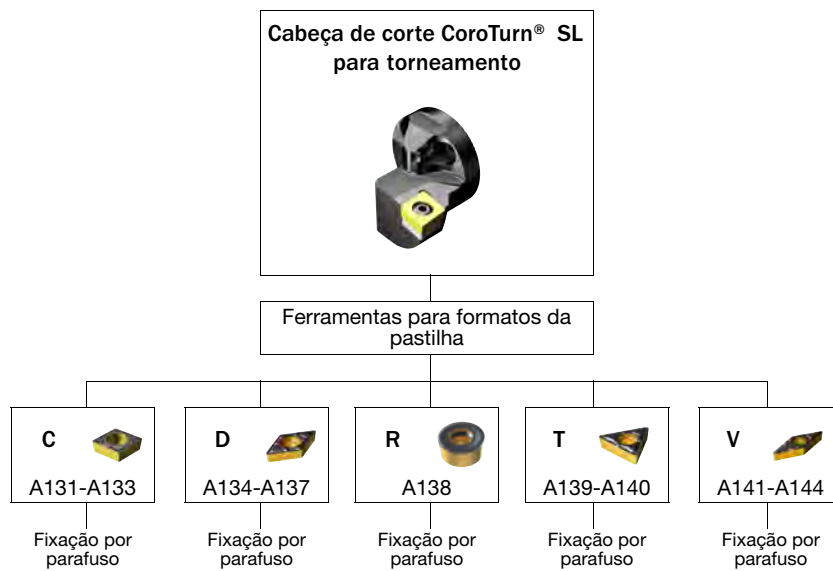 Cabeça de corte CoroTurn® SL
para torneamento
Ferramentas para formatos da
pastilha
C
A131-A133
Fixação por
parafuso
D
A134-A137
Fixação por
parafuso
R
A138
Fixação por
parafuso
T
A139-A140
Fixação por
parafuso
V
A141-A144
Fixação por
parafuso